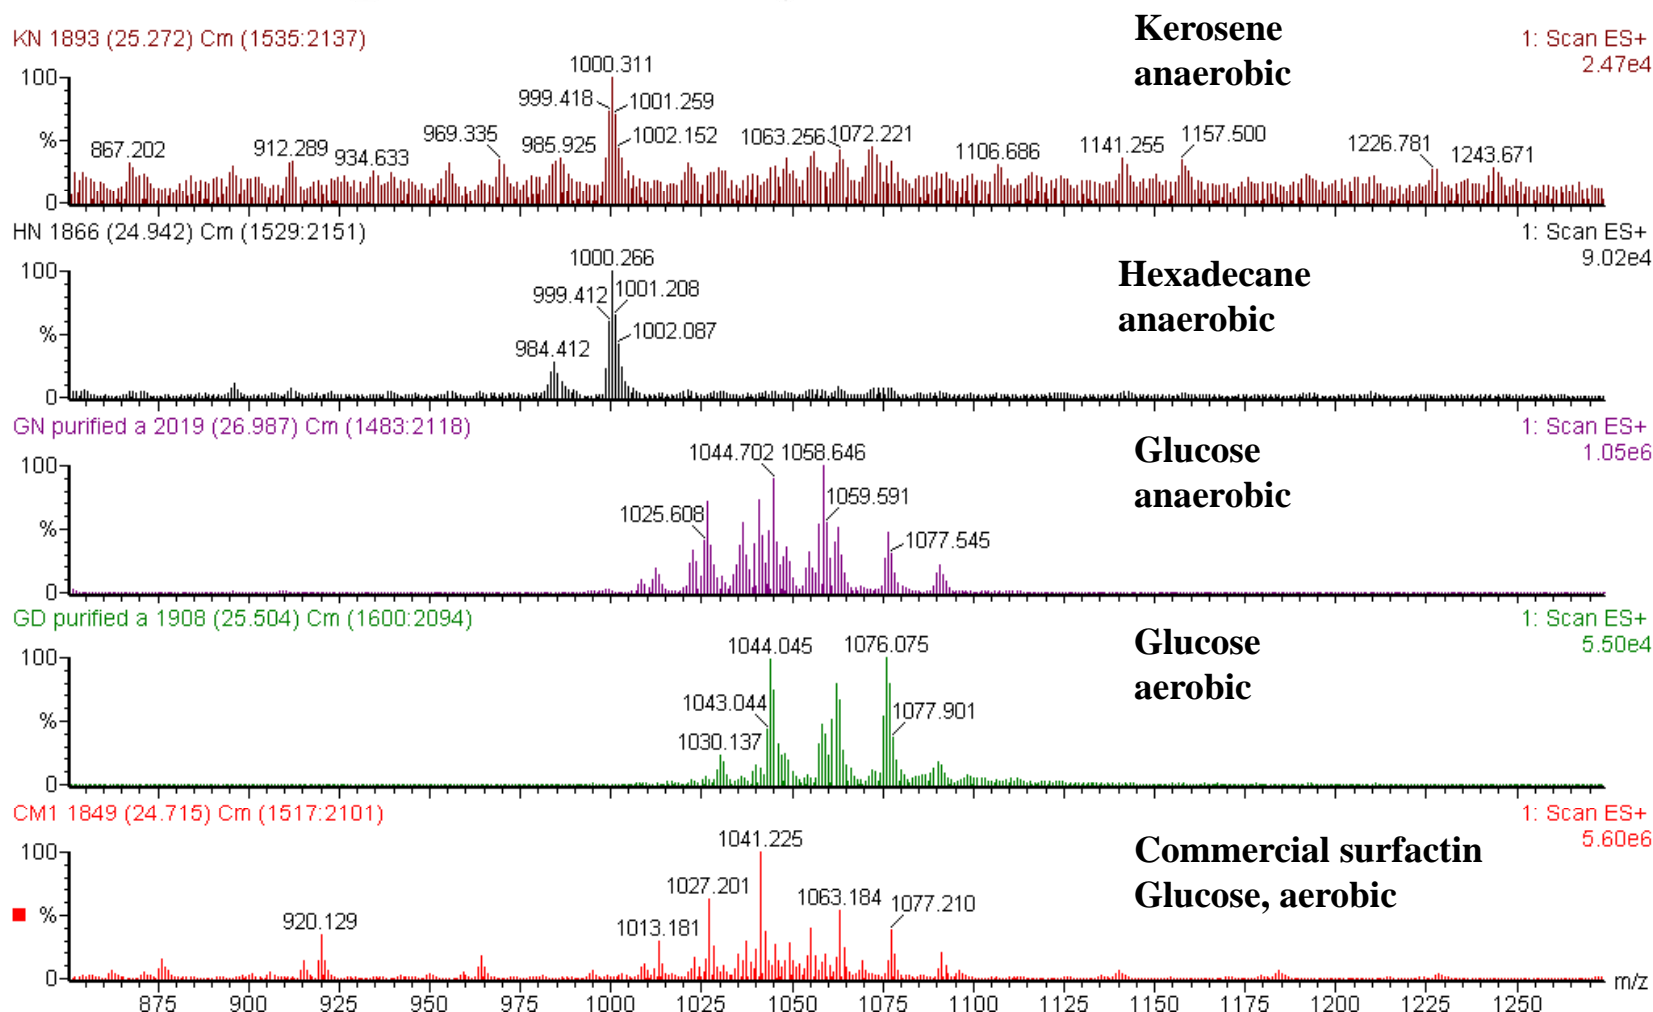 KN 1893 (25.272) Cm (1535:2137)
Kerosene
anaerobic
1: Scan ES+
2.47e4
100
%
0
867.202
912.289
934.633
969.335
985.925
999.418
1000.311
1001.259
1002.152
1063.256
1072.221
1106.686
1141.255
1157.500
1226.781
1243.671
HN 1866 (24.942) Cm (1529:2151)
Hexadecane
anaerobic
1: Scan ES+
9.02e4
100
%
0
984.412
999.412
1000.266
1001.208
1002.087
GN purified a 2019 (26.987) Cm (1483:2118)
Glucose
anaerobic
1: Scan ES+
1.05e6
100
%
0
1025.608
1044.702
1058.646
1059.591
1077.545
GD purified a 1908 (25.504) Cm (1600:2094)
Glucose
aerobic
1: Scan ES+
5.50e4
100
%
0
1030.137
1043.044
1044.045
1076.075
1077.901
CM1 1849 (24.715) Cm (1517:2101)
Commercial surfactin
Glucose, aerobic
1: Scan ES+
5.60e6
100
%
0
920.129
1013.181
1027.201
1041.225
1063.184
1077.210
875 900 925 950 975 1000 1025 1050 1075 1100 1125 1150 1175 1200 1225 1250 m/z